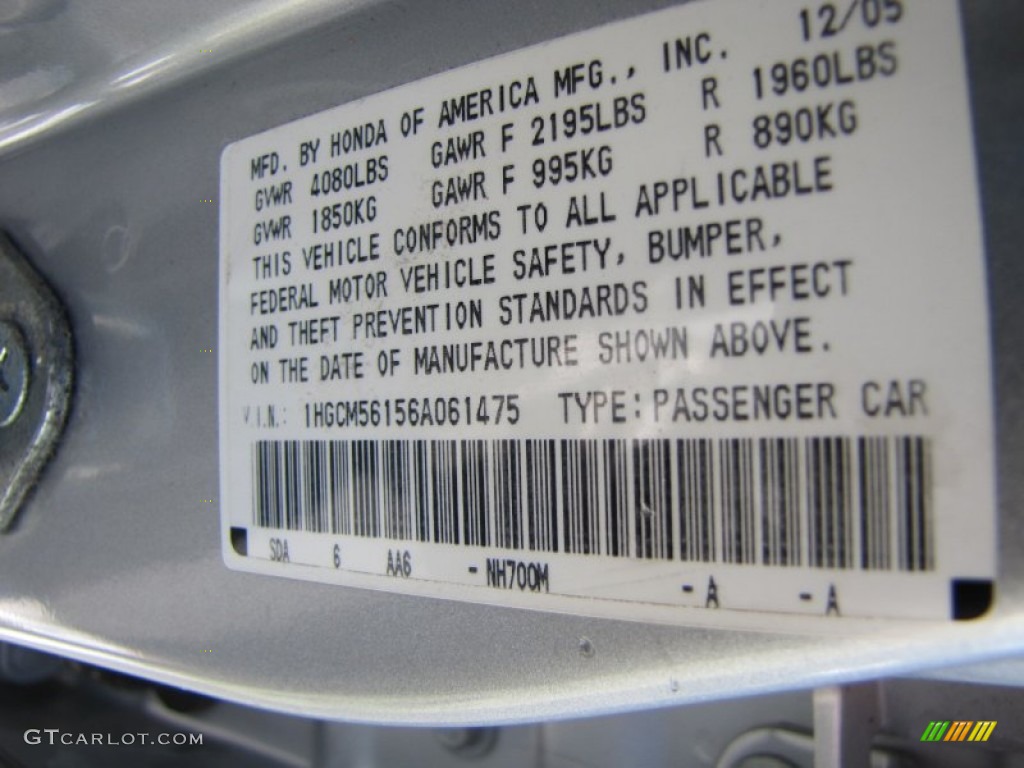 12/05
MFD. BY HONDA OF AMERICA MFG., INC.
GVWR 4080LBS GAWR F 2195LBS R 1960LBS
GVWR 1850KG GAWR F 995KG R 890KG
THIS VEHICLE CONFORMS TO ALL APPLICABLE
FEDERAL MOTOR VEHICLE SAFETY, BUMPER,
AND THEFT PREVENTION STANDARDS IN EFFECT
ON THE DATE OF MANUFACTURE SHOWN ABOVE.
V.I.N.: 1HGCM56156A061475 TYPE: PASSENGER CAR
SDA 6 AA6 - NH700M - A - A
GTCARLOT.COM